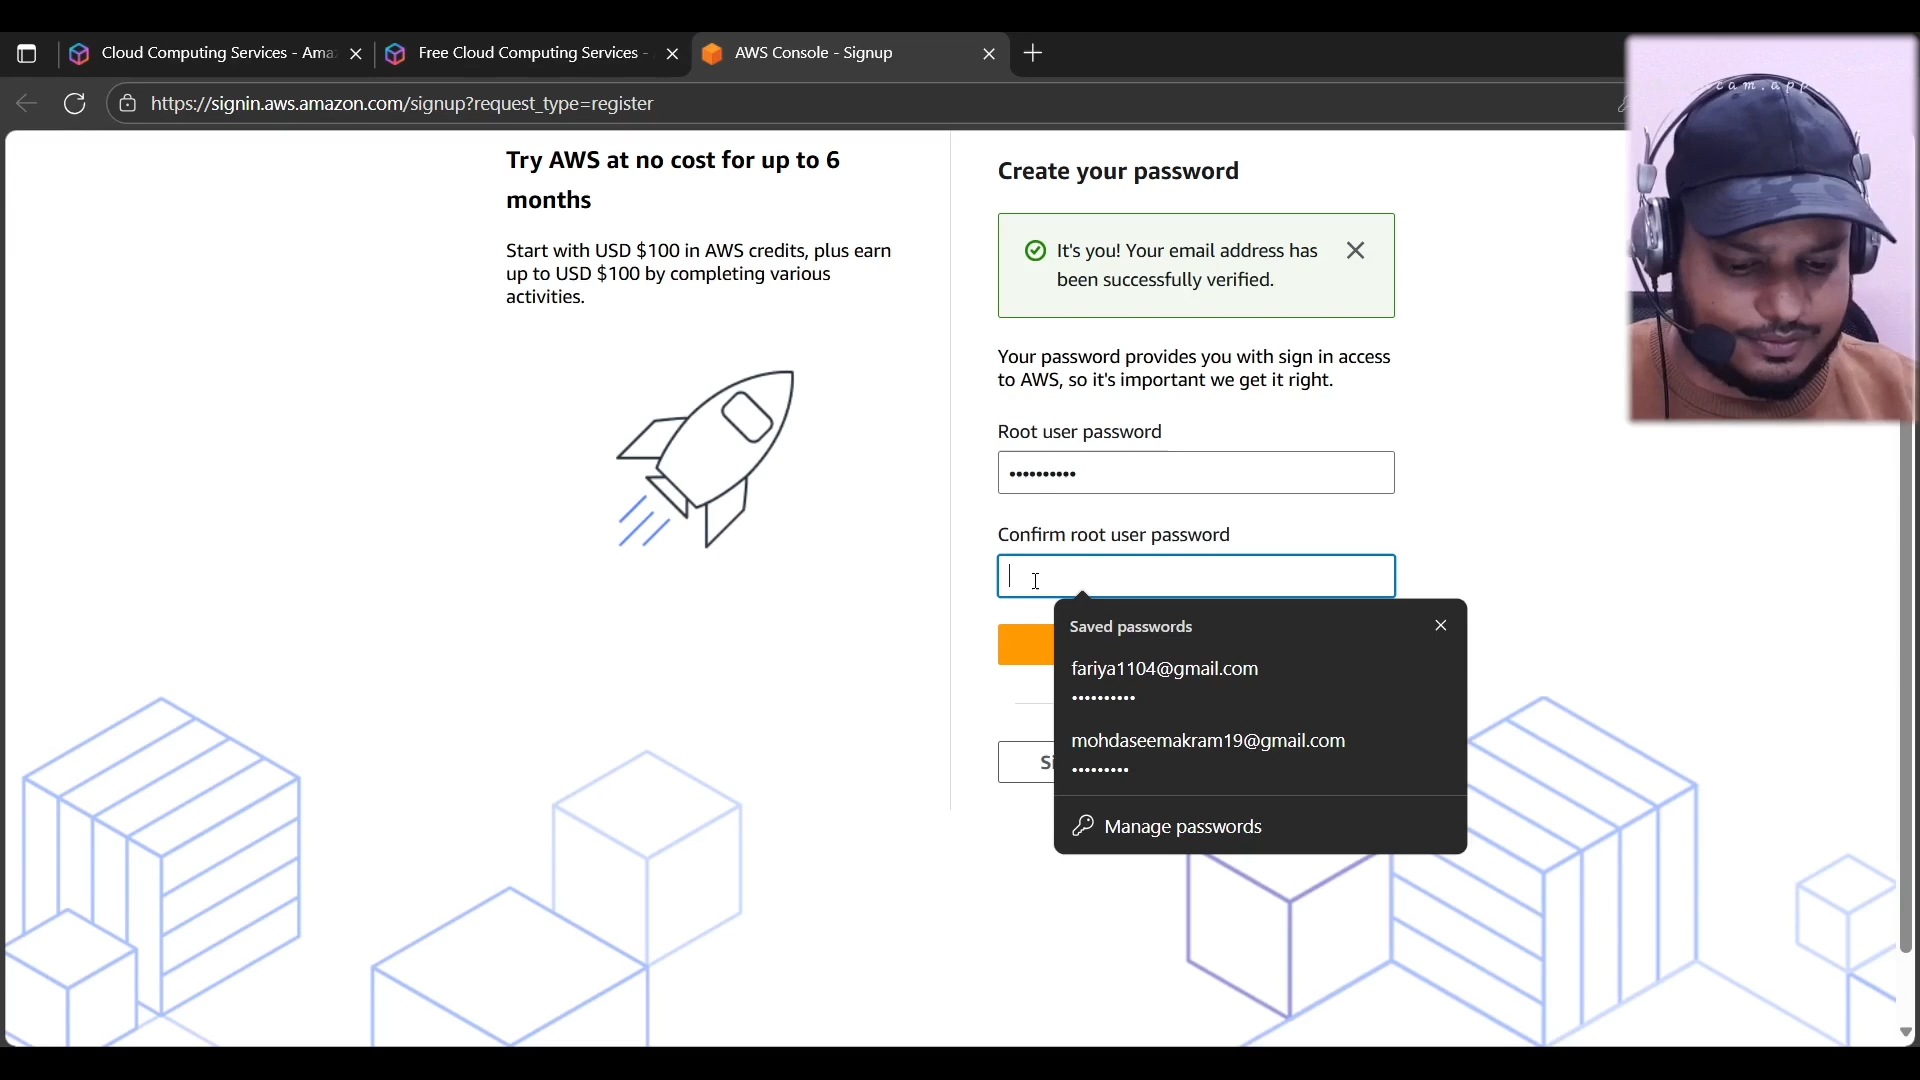 Cloud Computing Services - Ama
Free Cloud Computing Services -
AWS Console - Signup
https://signin.aws.amazon.com/signup?request_type=register
Try AWS at no cost for up to 6
months
Start with USD $100 in AWS credits, plus earn
up to USD $100 by completing various
activities.
Create your password
It's you! Your email address has
been successfully verified.
Your password provides you with sign in access
to AWS, so it's important we get it right.
Root user password
••••••••••
Confirm root user password
Saved passwords
fariya1104@gmail.com
••••••••••
mohdaseemakram19@gmail.com
•••••••••
Manage passwords
Si